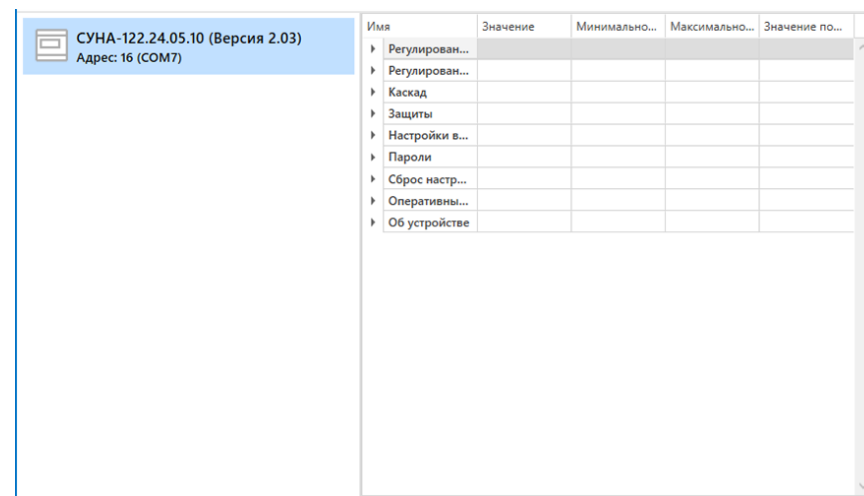 СУНА-122.24.05.10 (Версия 2.03)
Адрес: 16 (COM7)
Имя Значение Минимально... Максимально... Значение по...
Регулирован...
Регулирован...
Каскад
Защиты
Настройки в...
Пароли
Сброс настр...
Оперативны...
Об устройстве